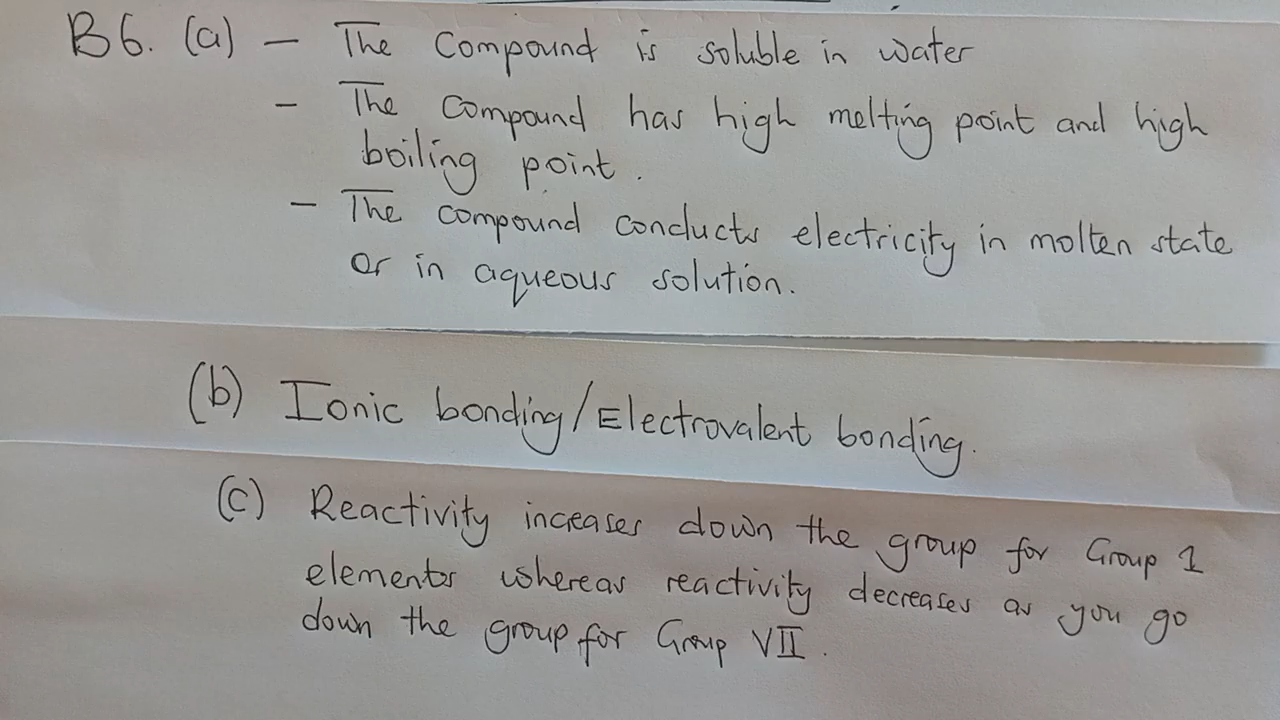 B6. (a) - The Compound is soluble in water
- The Compound has high melting point and high
boiling point.
- The compound conducts electricity in molten state
or in aqueous solution.
(b) Ionic bonding/Electrovalent bonding.
(c) Reactivity increases down the group for Group 1
elements whereas reactivity decreases as you go
down the group for Group VII.